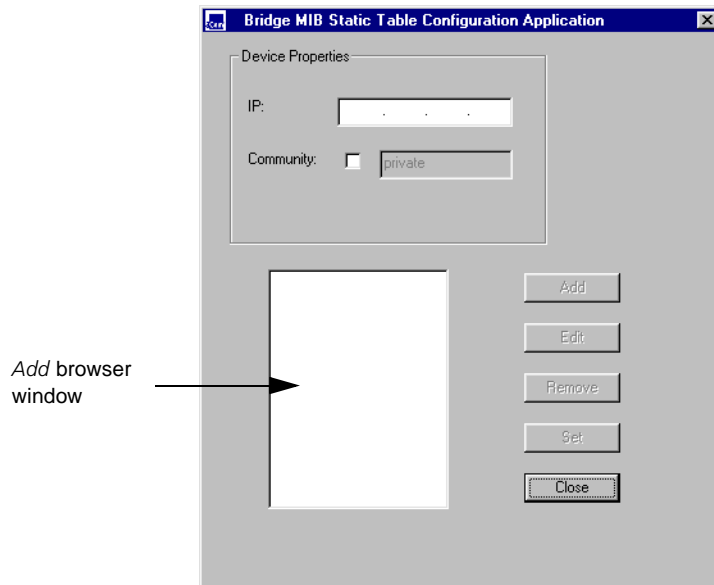 Bridge MIB Static Table Configuration Application
Device Properties
IP: . . .
Community: private
Add
Edit
Add browser
window
Remove
Set
Close